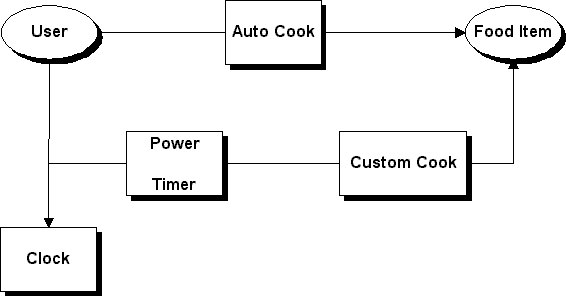 User
Auto Cook
Food Item
Power
Timer
Custom Cook
Clock